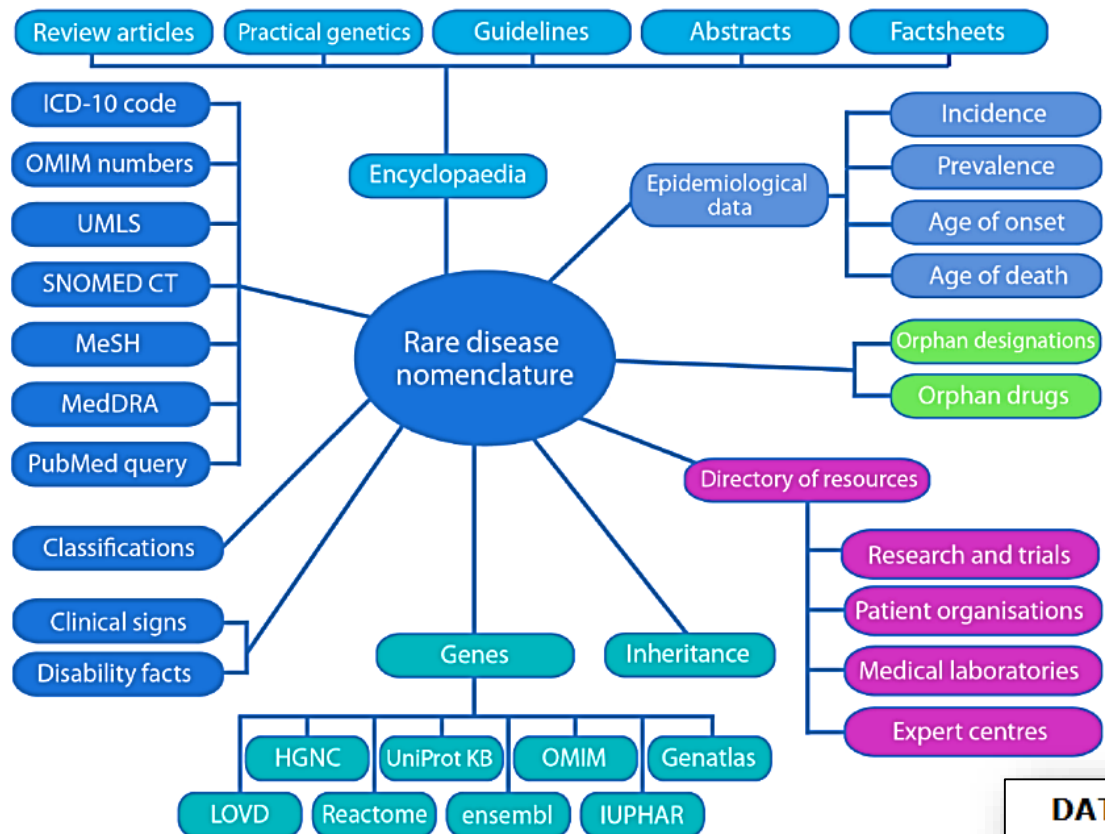 Review articles
Practical genetics
Guidelines
Abstracts
Factsheets
ICD-10 code
OMIM numbers
UMLS
SNOMED CT
MeSH
MedDRA
PubMed query
Classifications
Clinical signs
Disability facts
Encyclopaedia
Epidemiological
data
Incidence
Prevalence
Age of onset
Age of death
Rare disease
nomenclature
Orphan designations
Orphan drugs
Directory of resources
Research and trials
Patient organisations
Medical laboratories
Expert centres
Genes
Inheritance
HGNC
UniProt KB
OMIM
Genatlas
LOVD
Reactome
ensembl
IUPHAR
DAT